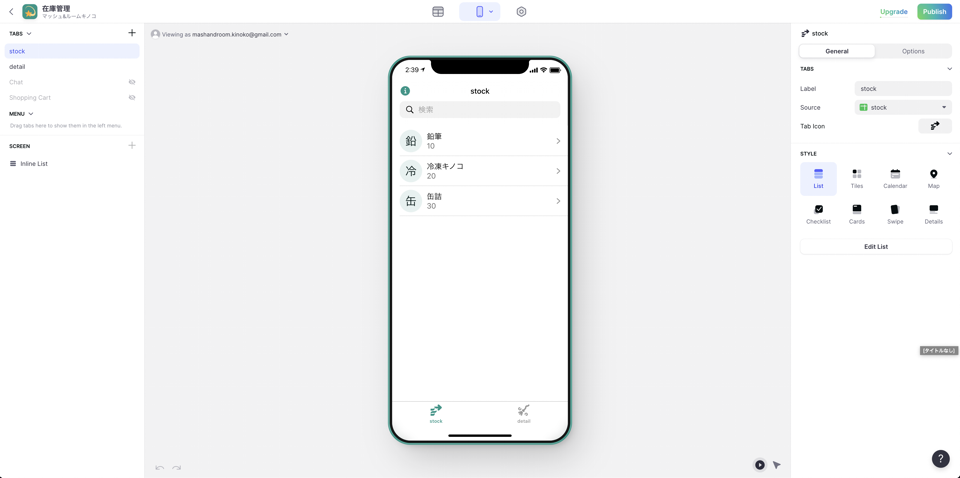 在庫管理
マッシュ&ルームキノコ
Upgrade
Publish
TABS
stock
detail
Chat
Shopping Cart
MENU
Drag tabs here to show them in the left menu.
SCREEN
Inline List
Viewing as mashandroom.kinoko@gmail.com
2:39
stock
検索
鉛
鉛筆
10
冷
冷凍キノコ
20
缶
缶詰
30
stock
detail
stock
General
Options
TABS
Label
stock
Source
stock
Tab Icon
STYLE
List
Tiles
Calendar
Map
Checklist
Cards
Swipe
Details
Edit List
[タイトルなし]
?